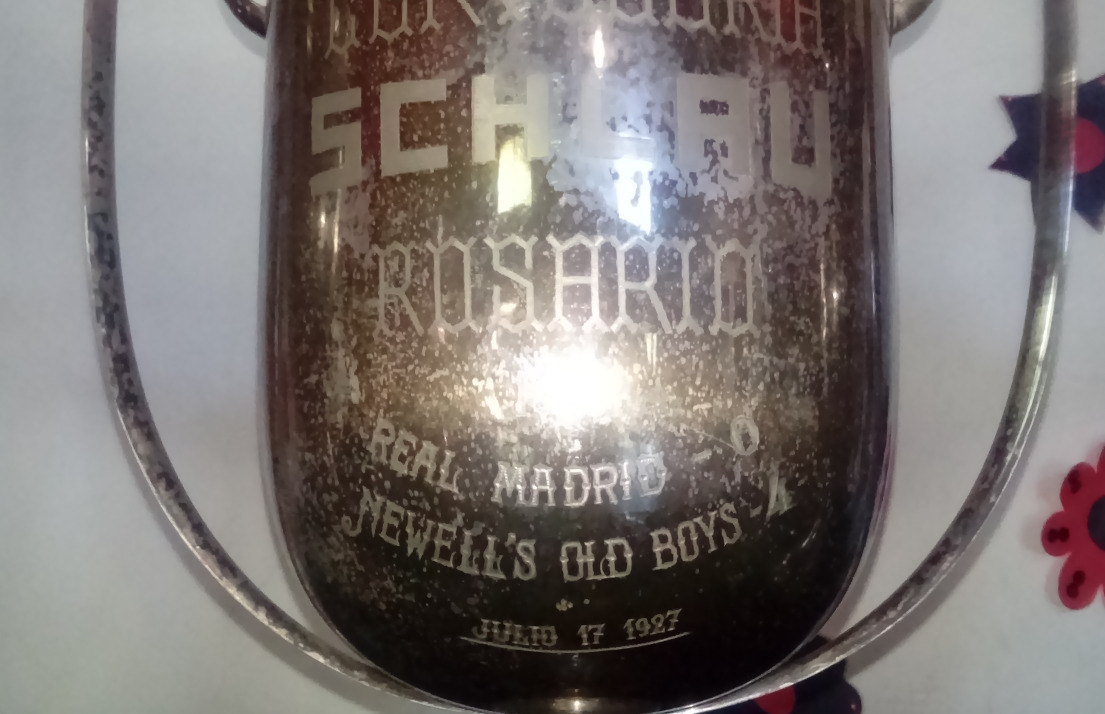 SCHLAU
ROSARIO
REAL MADRID - 0
NEWELL'S OLD BOYS - 4
JULIO 17 1927